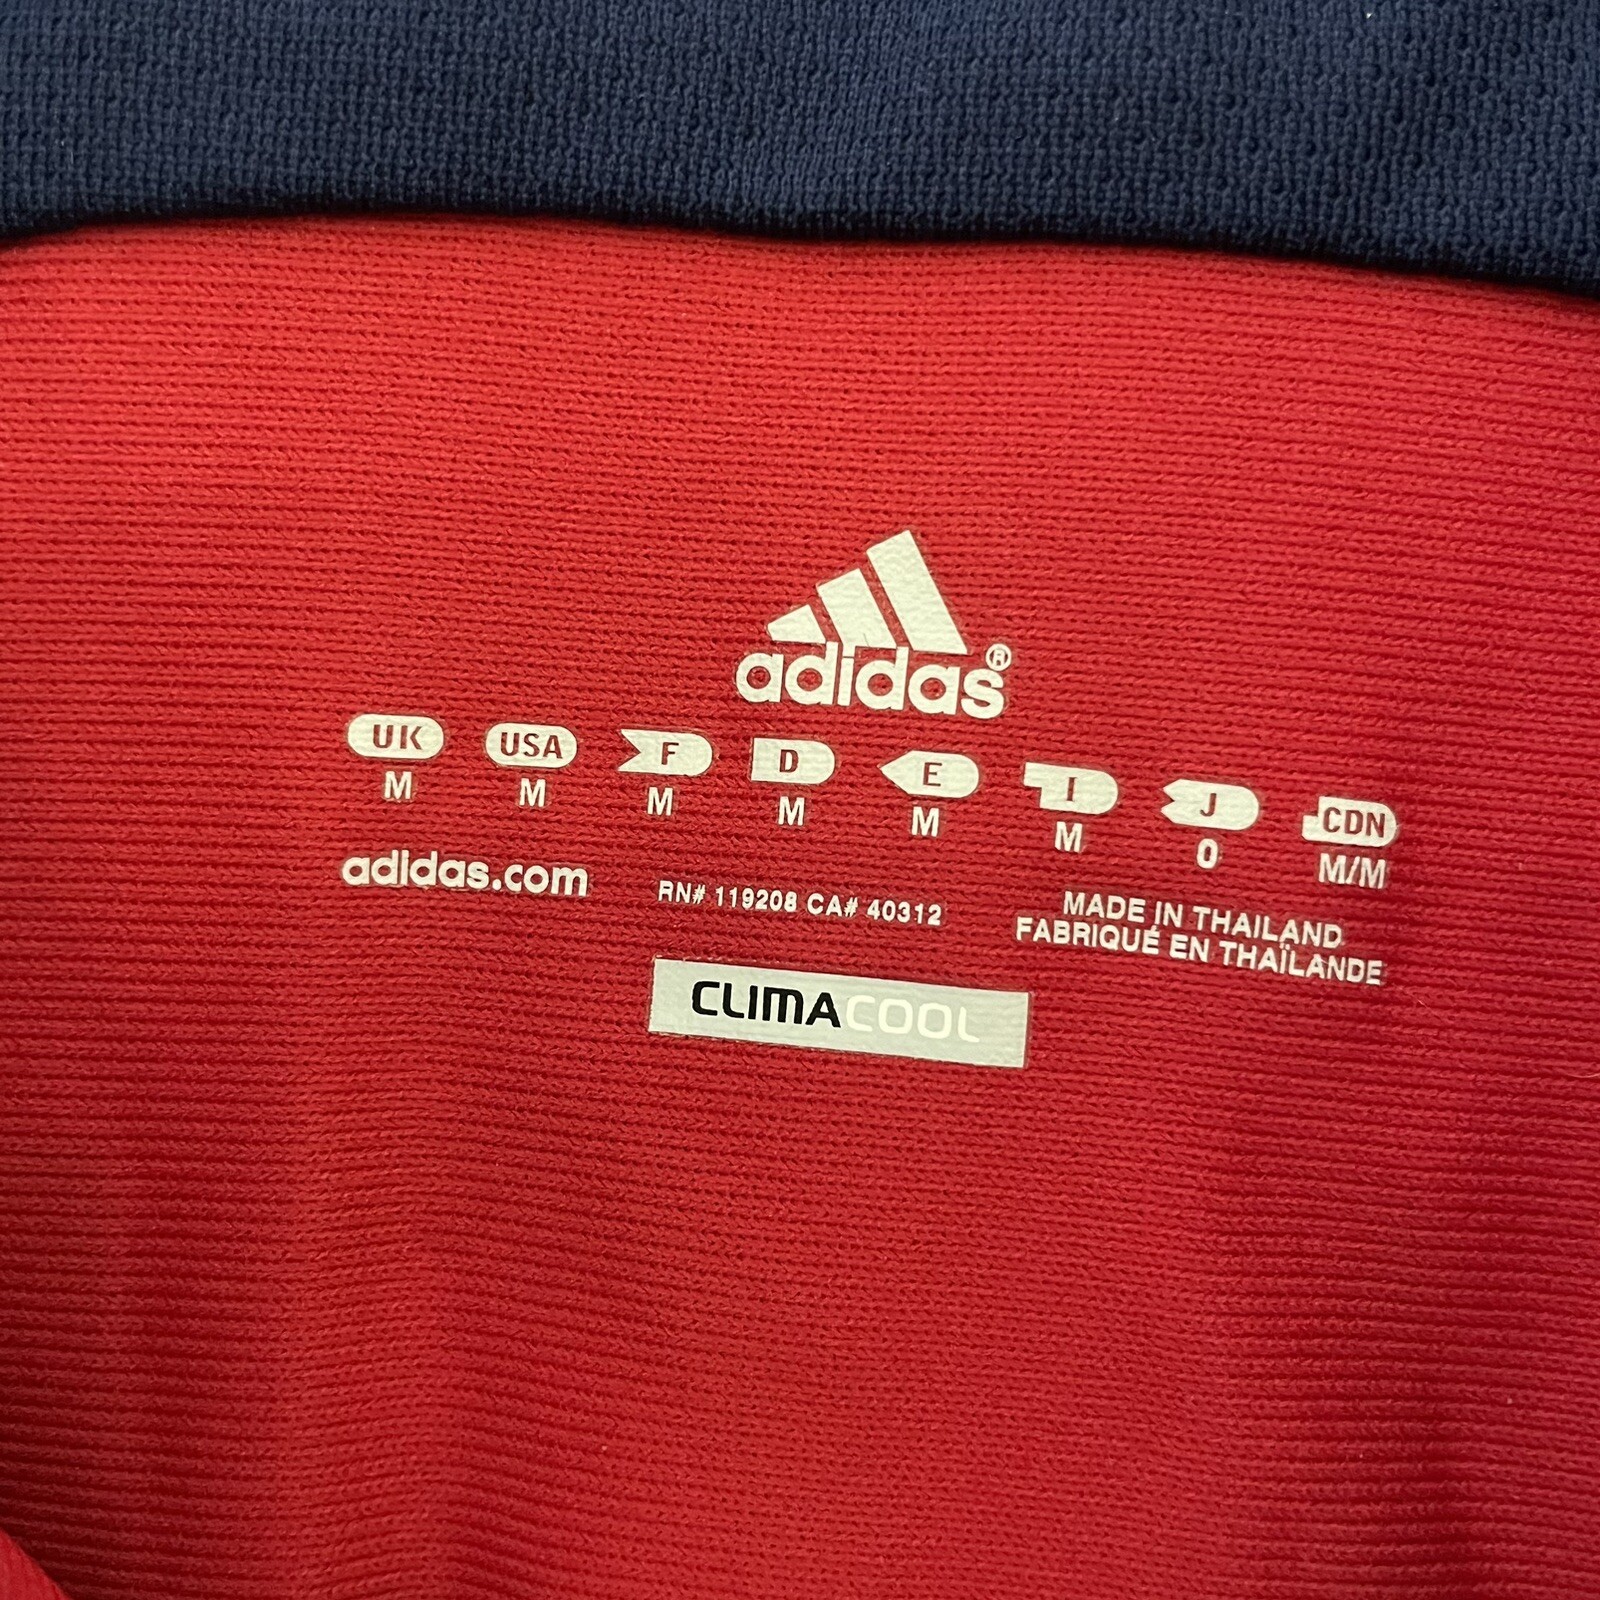 adidas®
UK USA F D E I J CDN
M M M M M M O M/M
adidas.com RN# 119208 CA# 40312 MADE IN THAILAND
FABRIQUÉ EN THAÏLANDE
CLIMACOOL